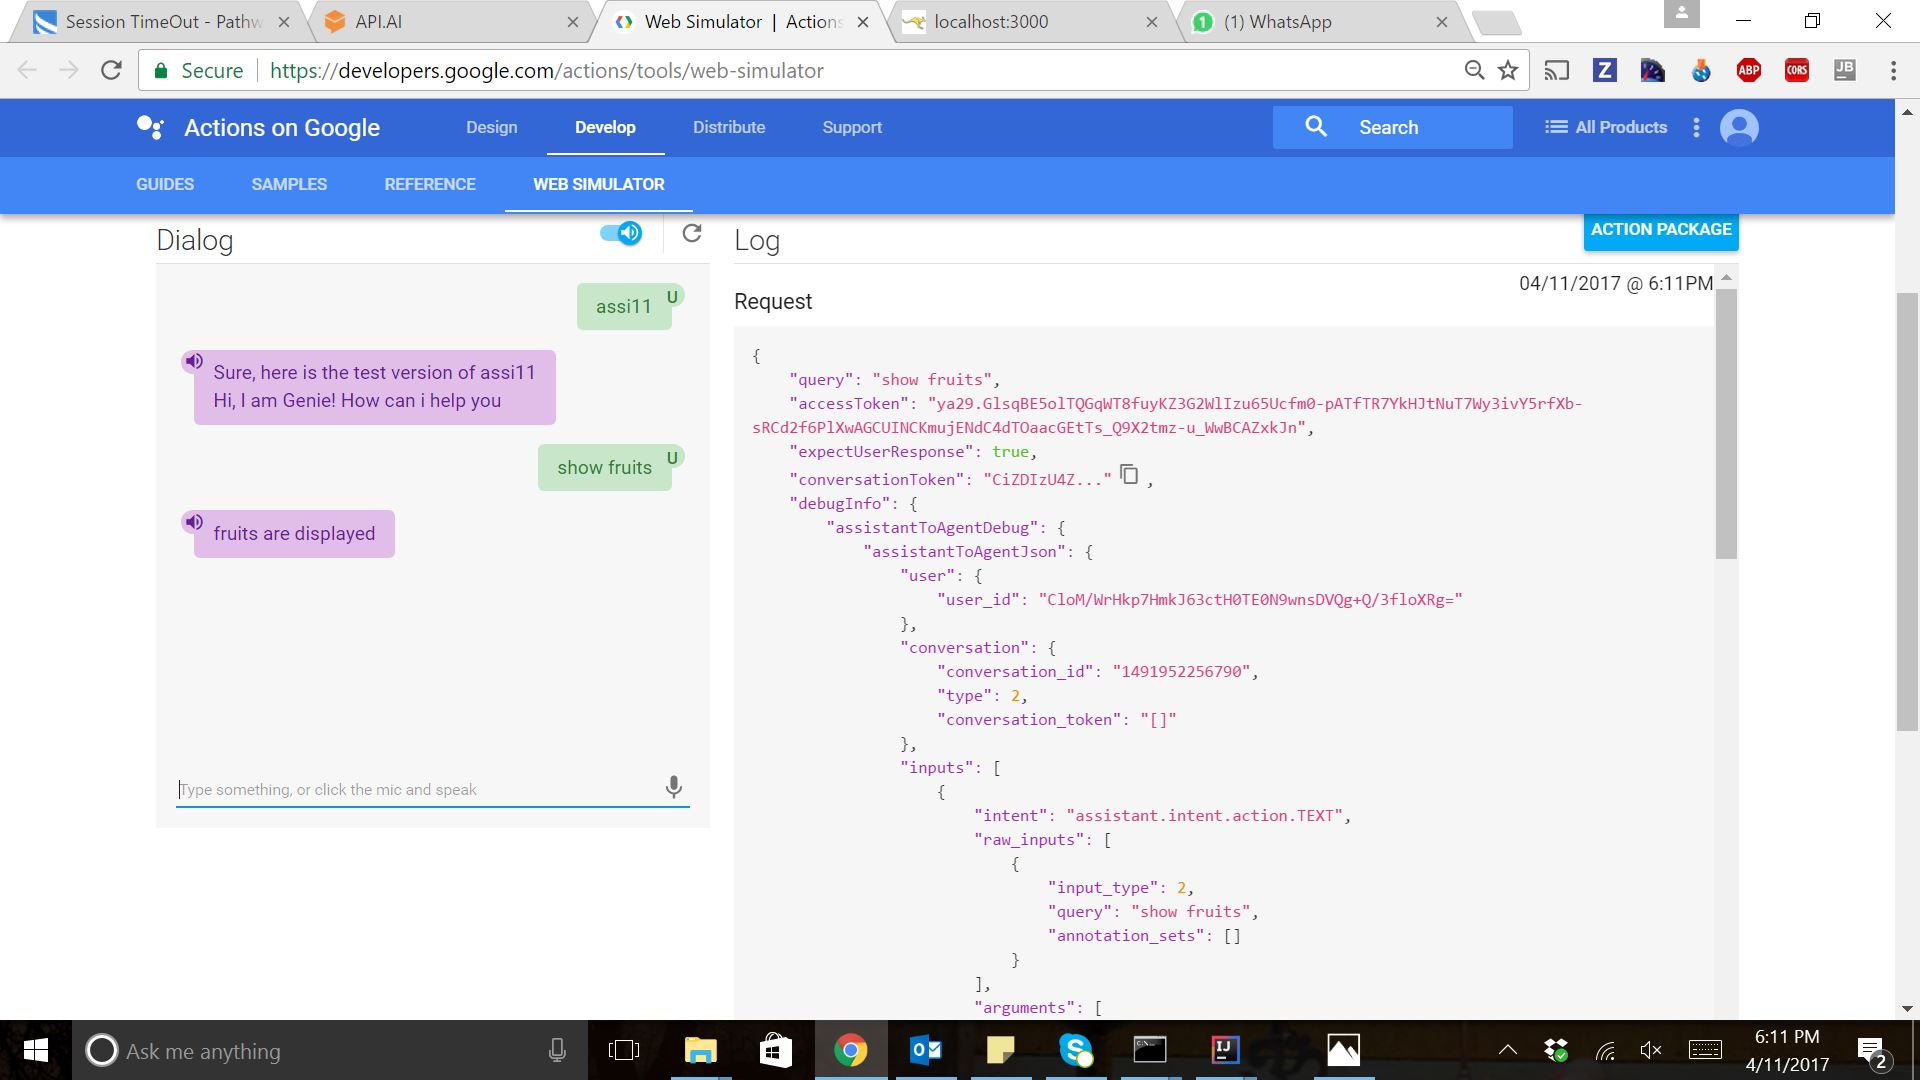 Session TimeOut - Pathw
API.AI
Web Simulator | Actions
localhost:3000
(1) WhatsApp
Secure
https://developers.google.com/actions/tools/web-simulator
Z
ABP
CORS
JB
Actions on Google
Design
Develop
Distribute
Support
Search
All Products
GUIDES
SAMPLES
REFERENCE
WEB SIMULATOR
Dialog
Log
ACTION PACKAGE
04/11/2017 @ 6:11PM
assi11
U
Sure, here is the test version of assi11
Hi, I am Genie! How can i help you
show fruits
U
fruits are displayed
Type something, or click the mic and speak
Request
{
"query": "show fruits",
"accessToken": "ya29.GlsqBE5olTQGqWT8fuyKZ3G2WlIzu65Ucfm0-pATfTR7YkHJtNuT7Wy3ivY5rfXb-
sRCd2f6PlXwAGCUINCKmujENdC4dTOaacGEtTs_Q9X2tmz-u_WwBCAZxkJn",
"expectUserResponse": true,
"conversationToken": "CiZDIzU4Z..." ,
"debugInfo": {
"assistantToAgentDebug": {
"assistantToAgentJson": {
"user": {
"user_id": "CloM/WrHkp7HmkJ63ctH0TE0N9wnsDVQg+Q/3floXRg="
},
"conversation": {
"conversation_id": "1491952256790",
"type": 2,
"conversation_token": "[]"
},
"inputs": [
{
"intent": "assistant.intent.action.TEXT",
"raw_inputs": [
{
"input_type": 2,
"query": "show fruits",
"annotation_sets": []
}
],
"arguments": [
Ask me anything
6:11 PM
4/11/2017
2